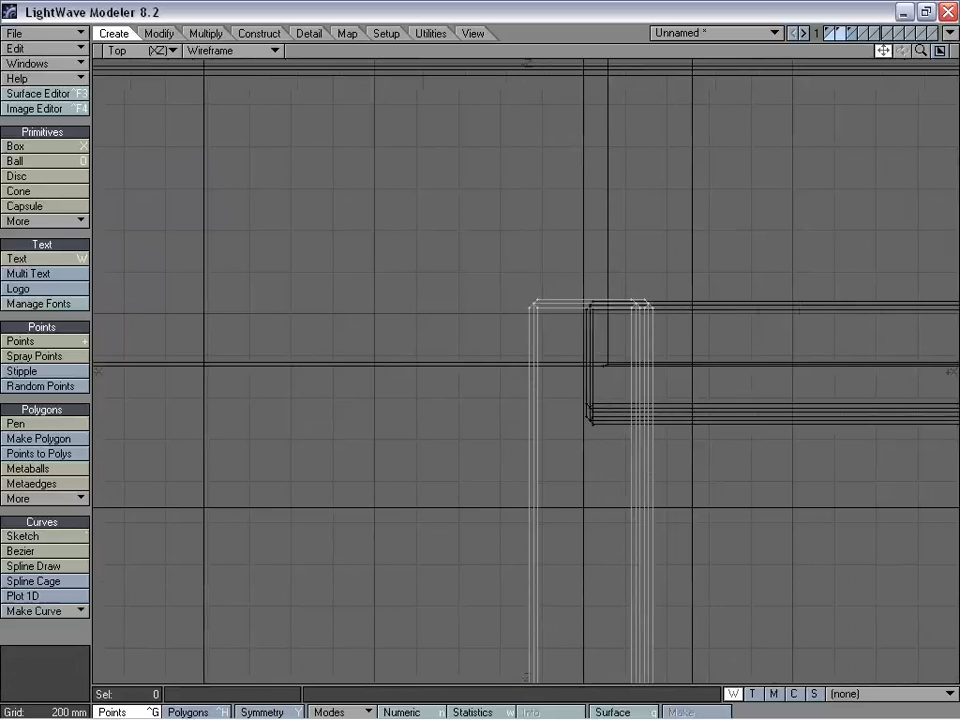 LightWave Modeler 8.2
File
Create Modify Multiply Construct Detail Map Setup Utilities View Unnamed * 1
Edit
Top (XZ) Wireframe
Windows
Help
Surface Editor ^F3
Image Editor ^F4
Primitives
Box X
Ball O
Disc
Cone
Capsule
More
Text
Text W
Multi Text
Logo
Manage Fonts
Points
Points +
Spray Points
Stipple
Random Points
Polygons
Pen
Make Polygon
Points to Polys
Metaballs
Metaedges
More
Curves
Sketch
Bezier
Spline Draw
Spline Cage
Plot 1D
Make Curve
-X +X
Sel: 0 W T M C S (none)
Grid: 200 mm Points ^G Polygons ^H Symmetry Y Modes Numeric n Statistics w Info Surface q Make